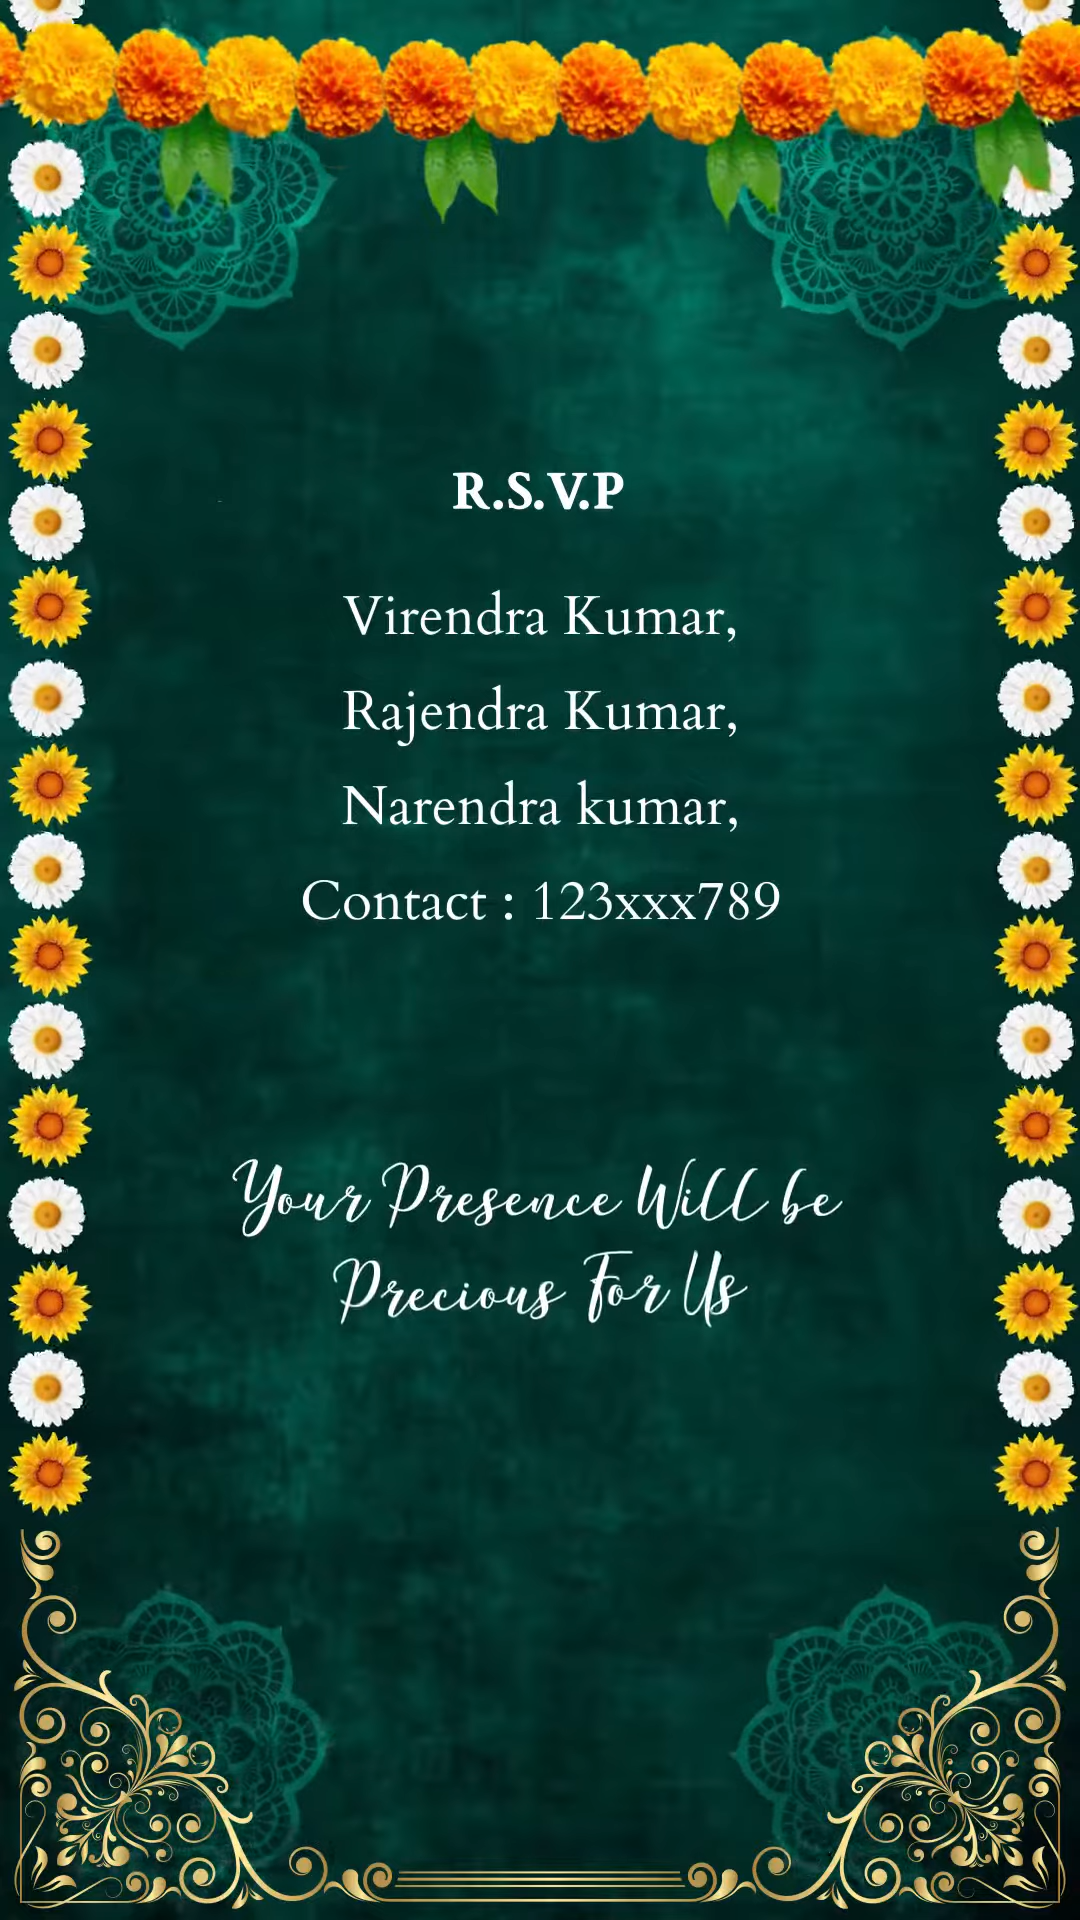 R.S.V.P
Virendra Kumar,
Rajendra Kumar,
Narendra kumar,
Contact : 123xxx789
Your Presence Will be
Precious For Us